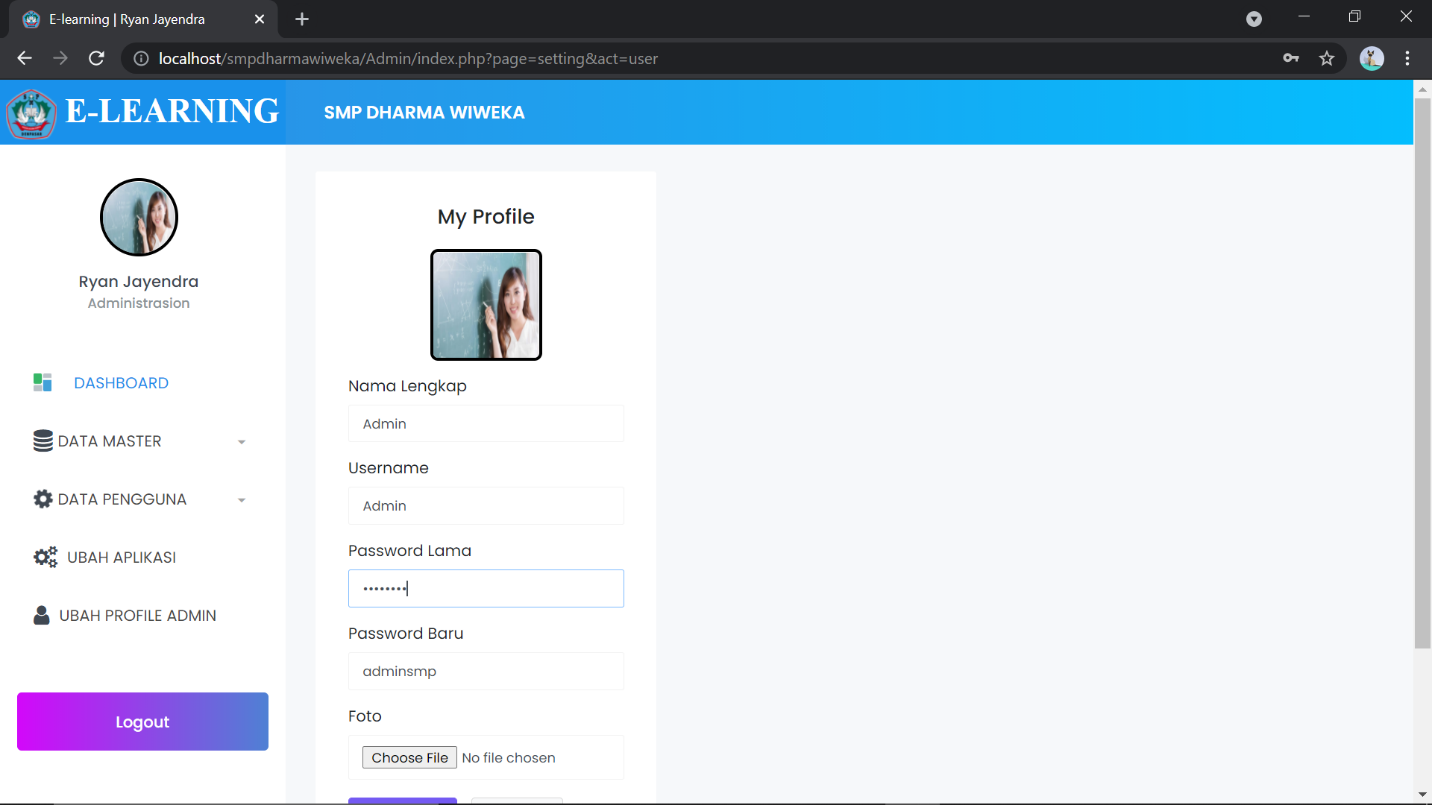 E-learning | Ryan Jayendra
localhost/smpdharmawiweka/Admin/index.php?page=setting&act=user
E-LEARNING
SMP DHARMA WIWEKA
Ryan Jayendra
Administrasion
DASHBOARD
DATA MASTER
DATA PENGGUNA
UBAH APLIKASI
UBAH PROFILE ADMIN
Logout
My Profile
Nama Lengkap
Admin
Username
Admin
Password Lama
••••••••
Password Baru
adminsmp
Foto
Choose File No file chosen